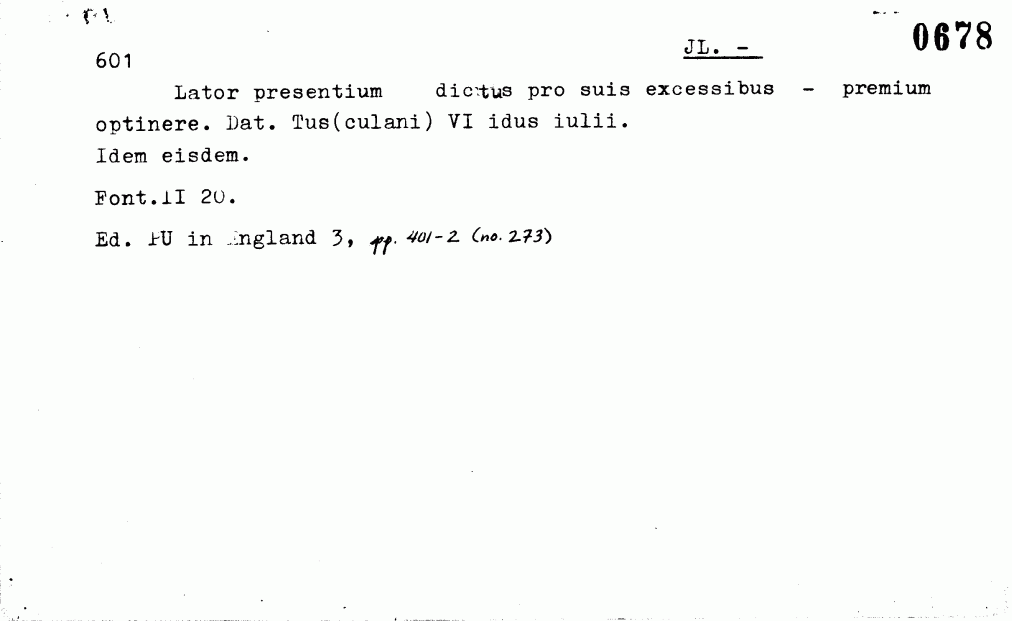 0678
601 JL. -
Lator presentium dictus pro suis excessibus - premium
optinere. Dat. Tus(culani) VI idus iulii.
Idem eisdem.
Font.II 20.
Ed. PU in England 3, pp. 401-2 (no. 273)